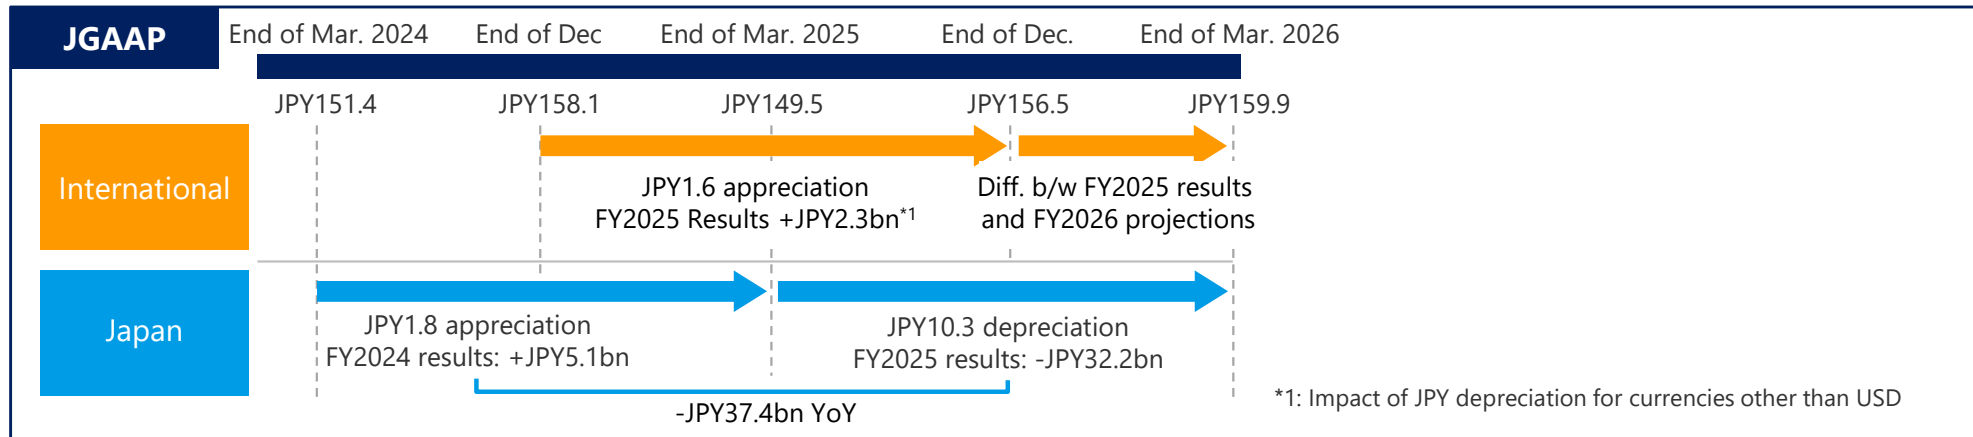 JGAAP
End of Mar. 2024
End of Dec
End of Mar. 2025
End of Dec.
End of Mar. 2026
JPY151.4
JPY158.1
JPY149.5
JPY156.5
JPY159.9
International
JPY1.6 appreciation
FY2025 Results +JPY2.3bn*1
Diff. b/w FY2025 results
and FY2026 projections
Japan
JPY1.8 appreciation
FY2024 results: +JPY5.1bn
JPY10.3 depreciation
FY2025 results: -JPY32.2bn
-JPY37.4bn YoY
*1: Impact of JPY depreciation for currencies other than USD